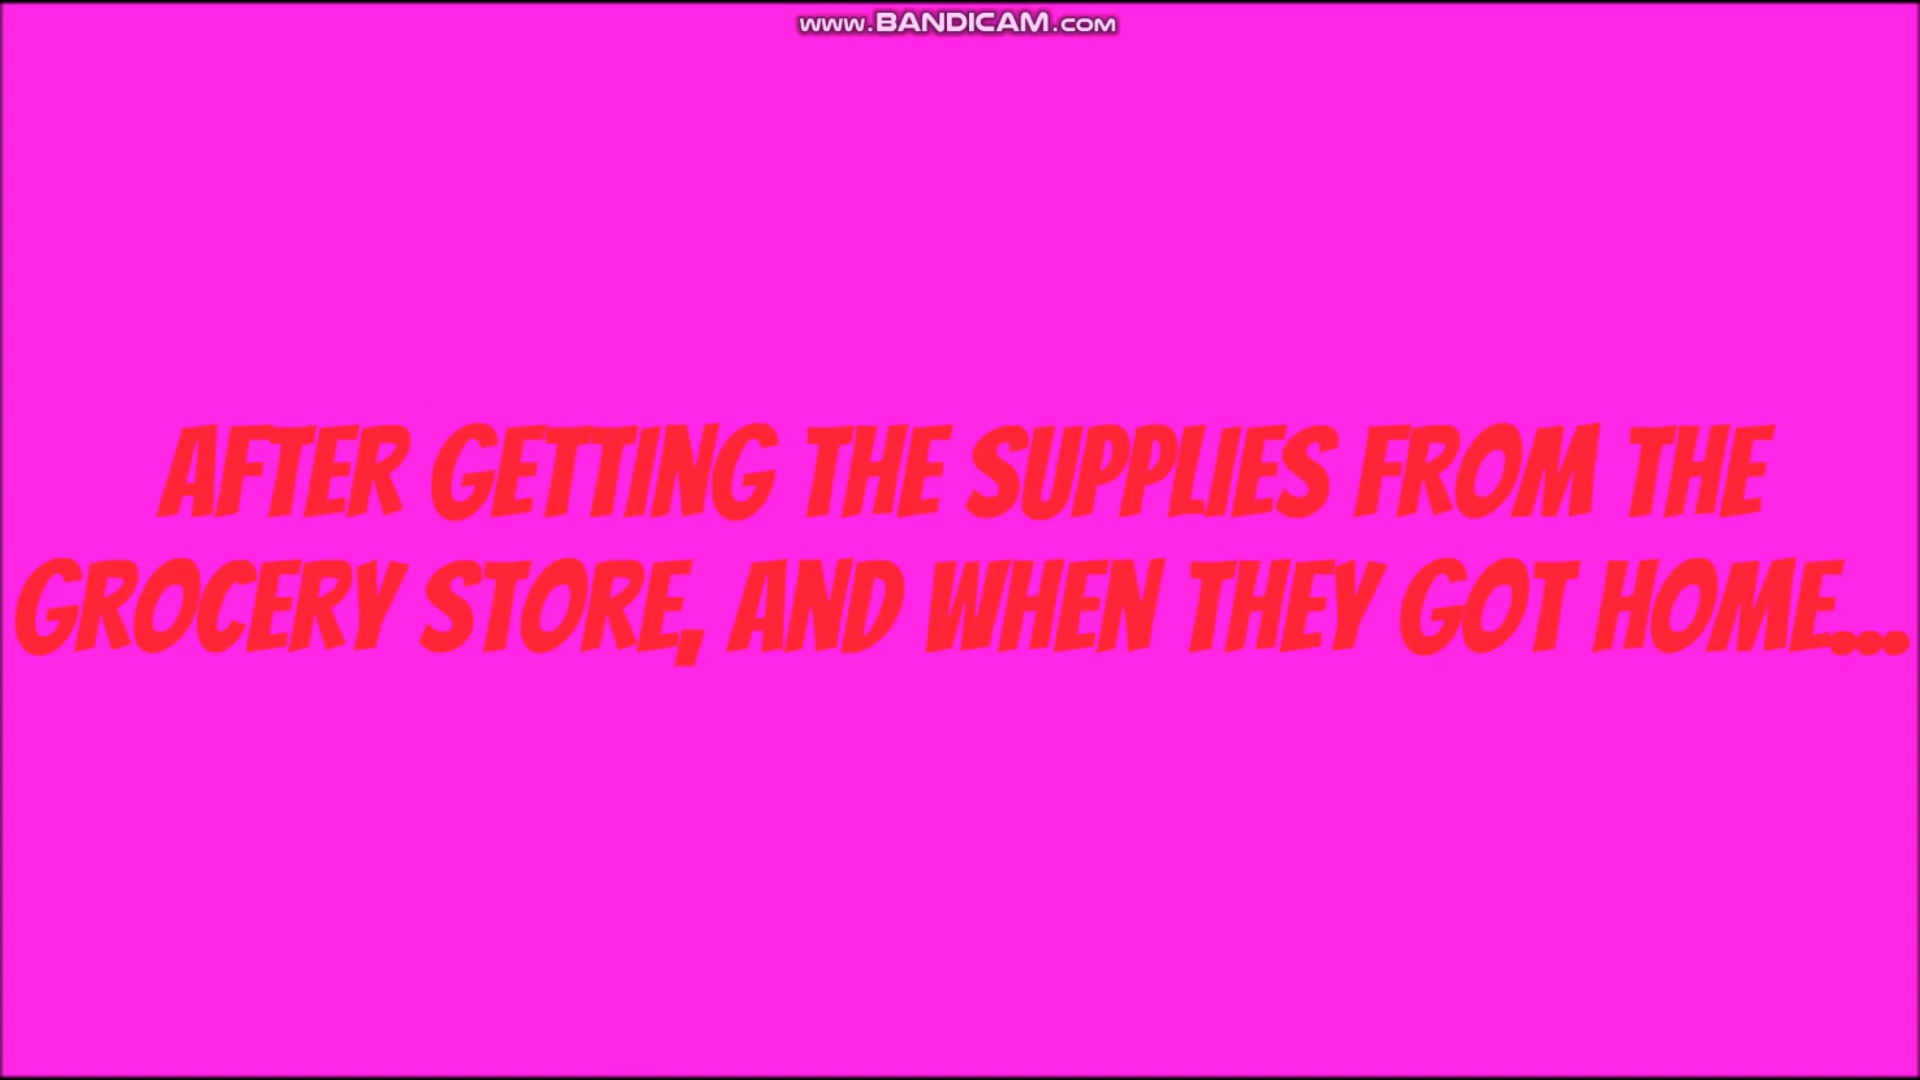 www.BANDICAM.com
AFTER GETTING THE SUPPLIES FROM THE
GROCERY STORE, AND WHEN THEY GOT HOME...